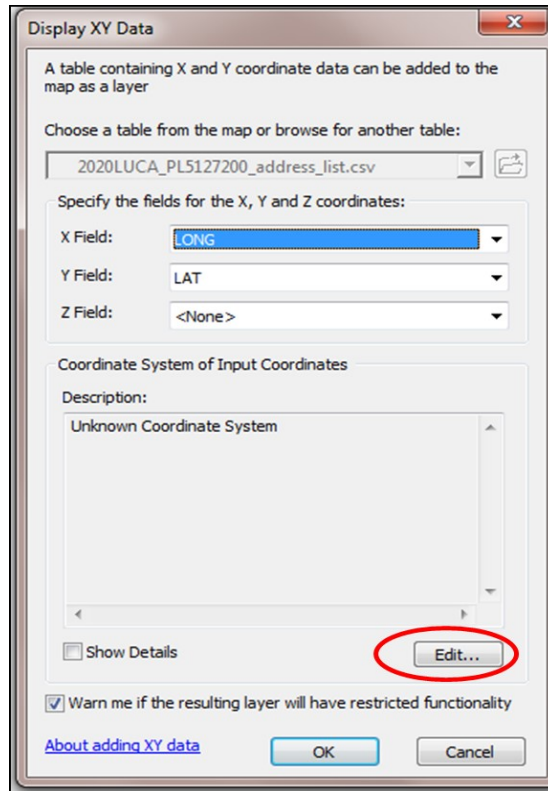 Display XY Data
A table containing X and Y coordinate data can be added to the
map as a layer
Choose a table from the map or browse for another table:
2020LUCA_PL5127200_address_list.csv
Specify the fields for the X, Y and Z coordinates:
X Field:
LONG
Y Field:
LAT
Z Field:
<None>
Coordinate System of Input Coordinates
Description:
Unknown Coordinate System
Show Details
Edit...
Warn me if the resulting layer will have restricted functionality
About adding XY data
OK
Cancel